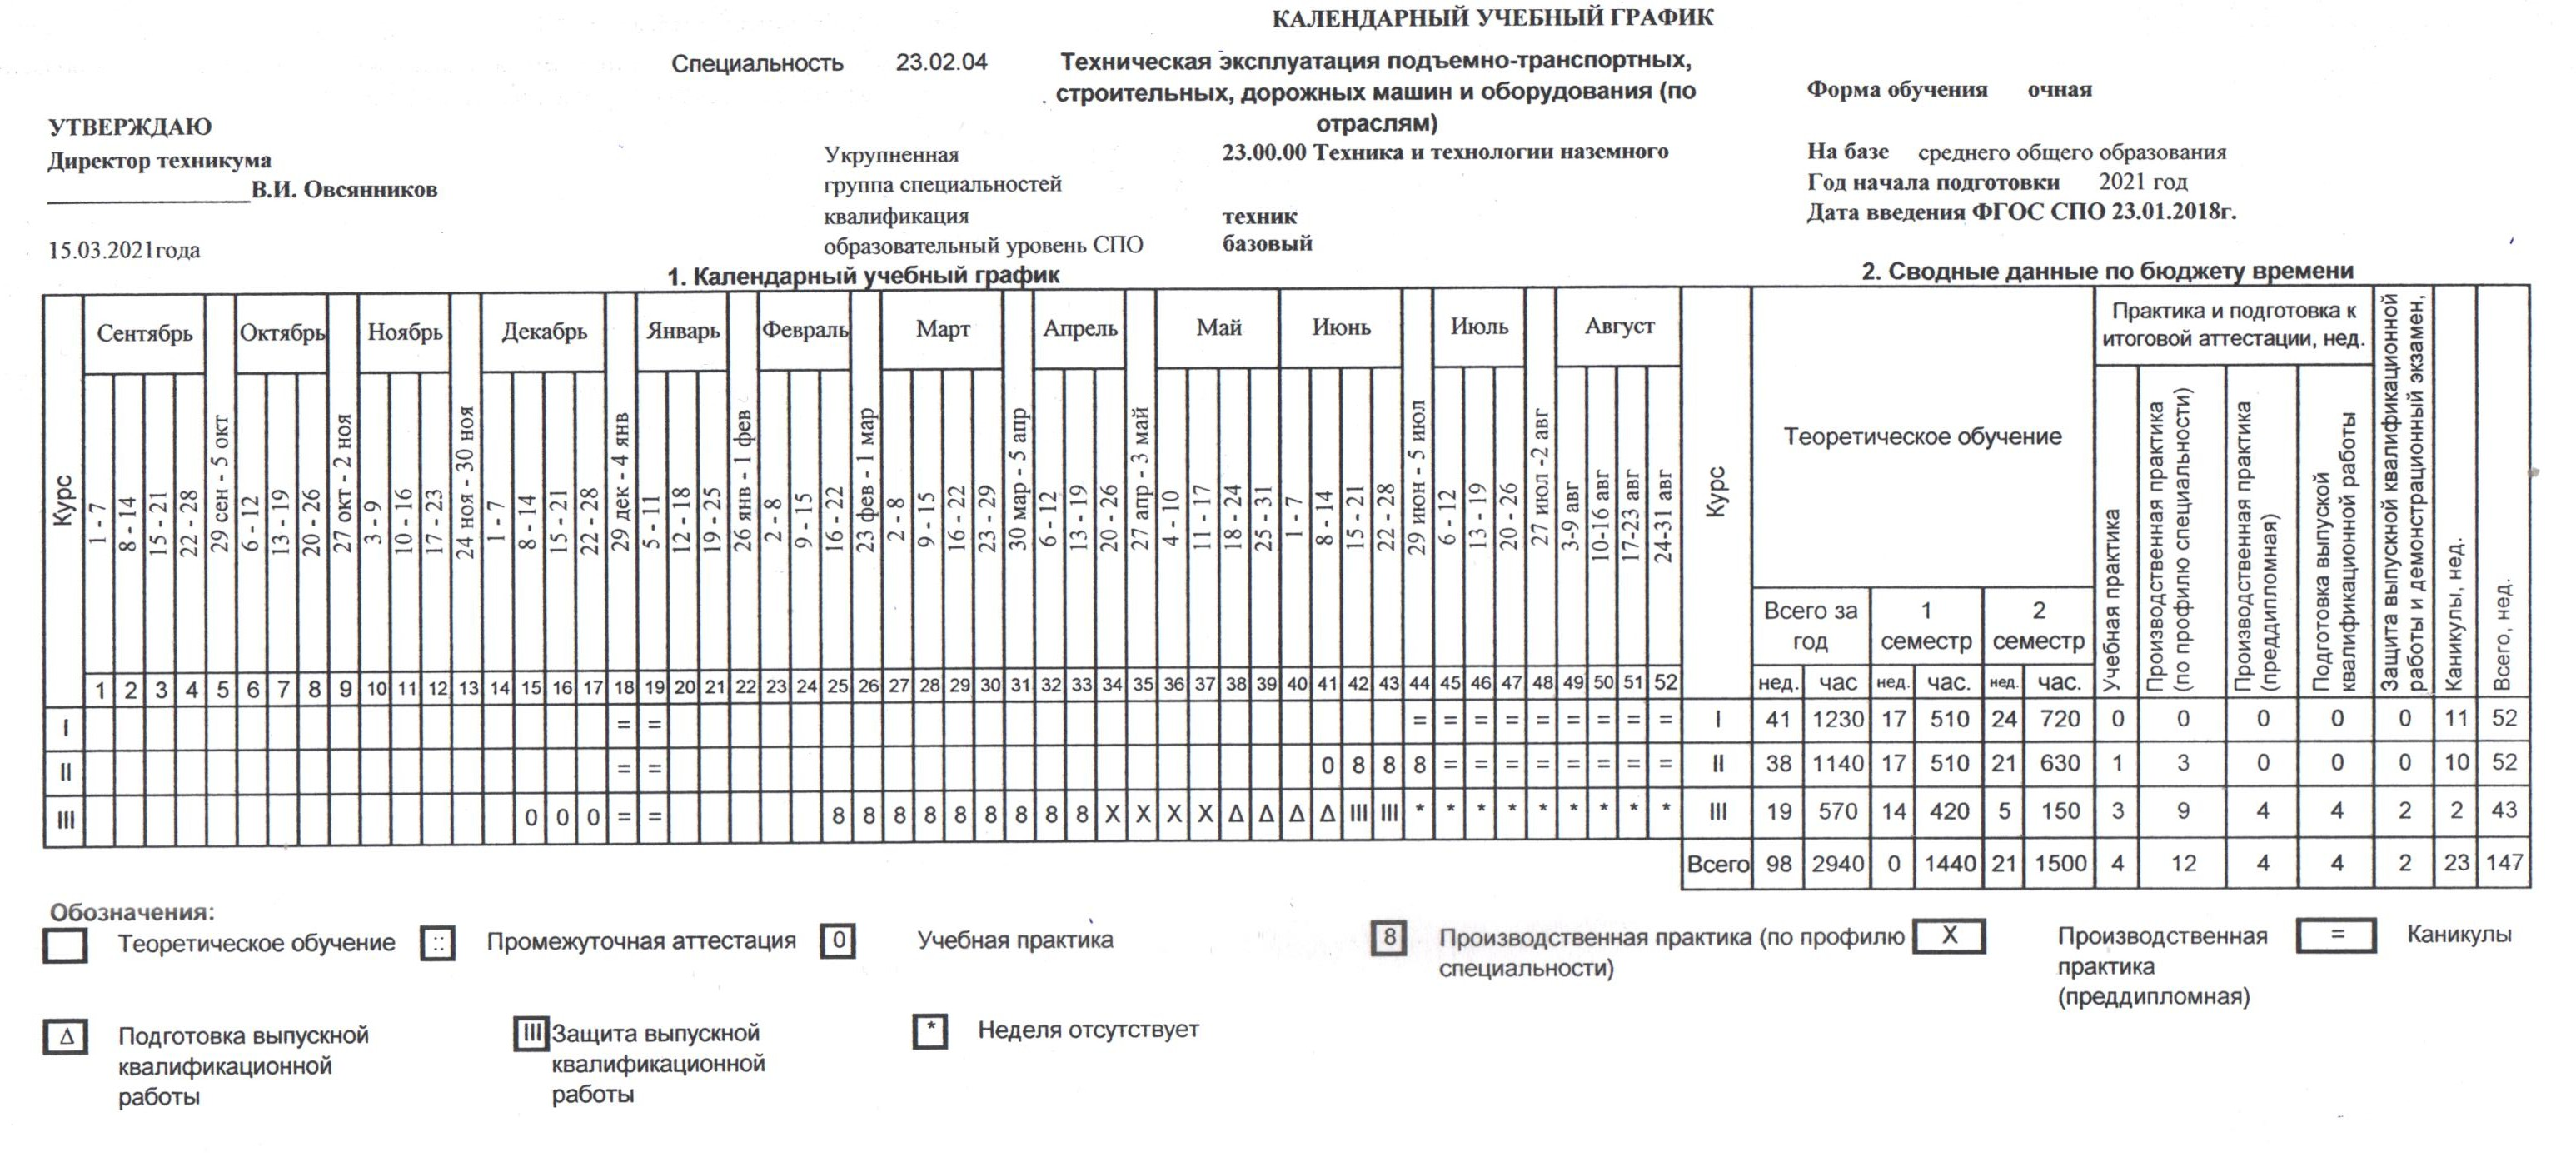 КАЛЕНДАРНЫЙ УЧЕБНЫЙ ГРАФИК
Специальность 23.02.04 Техническая эксплуатация подъемно-транспортных,
строительных, дорожных машин и оборудования (по
отраслям)
Форма обучения очная
УТВЕРЖДАЮ
Директор техникума
В.И. Овсянников
15.03.2021года
Укрупненная
группа специальностей
23.00.00 Техника и технологии наземного
квалификация техник
образовательный уровень СПО базовый
На базе среднего общего образования
Год начала подготовки 2021 год
Дата введения ФГОС СПО 23.01.2018г.
1. Календарный учебный график
2. Сводные данные по бюджету времени
Курс
Сентябрь Октябрь Ноябрь Декабрь Январь Февраль Март Апрель Май Июнь Июль Август
1 - 7
8 - 14
15 - 21
22 - 28
29 сен - 5 окт
6 - 12
13 - 19
20 - 26
27 окт - 2 ноя
3 - 9
10 - 16
17 - 23
24 ноя - 30 ноя
1 - 7
8 - 14
15 - 21
22 - 28
29 дек - 4 янв
5 - 11
12 - 18
19 - 25
26 янв - 1 фев
2 - 8
9 - 15
16 - 22
23 фев - 1 мар
2 - 8
9 - 15
16 - 22
23 - 29
30 мар - 5 апр
6 - 12
13 - 19
20 - 26
27 апр - 3 май
4 - 10
11 - 17
18 - 24
25 - 31
1 - 7
8 - 14
15 - 21
22 - 28
29 июн - 5 июл
6 - 12
13 - 19
20 - 26
27 июл -2 авг
3-9 авг
10-16 авг
17-23 авг
24-31 авг
1 2 3 4 5 6 7 8 9 10 11 12 13 14 15 16 17 18 19 20 21 22 23 24 25 26 27 28 29 30 31 32 33 34 35 36 37 38 39 40 41 42 43 44 45 46 47 48 49 50 51 52
Курс
Теоретическое обучение
Всего за
год
1
семестр
2
семестр
нед. час нед. час. нед. час.
Практика и подготовка к
итоговой аттестации, нед.
Учебная практика
Производственная практика
(по профилю специальности)
Производственная практика
(преддипломная)
Подготовка выпускной
квалификационной работы
Защита выпускной квалификационной
работы и демонстрационный экзамен,
Каникулы, нед.
Всего, нед.
I = = = = = = = = = = = I 41 1230 17 510 24 720 0 0 0 0 0 11 52
II = = 0 8 8 8 = = = = = = = = II 38 1140 17 510 21 630 1 3 0 0 0 10 52
III 0 0 0 = = 8 8 8 8 8 8 8 8 8 X X X X Δ Δ Δ Δ III III * * * * * * * * * III 19 570 14 420 5 150 3 9 4 4 2 2 43
Всего 98 2940 0 1440 21 1500 4 12 4 4 2 23 147
Обозначения:
Теоретическое обучение
:: Промежуточная аттестация
0 Учебная практика
8 Производственная практика (по профилю
специальности)
X Производственная
практика
(преддипломная)
= Каникулы
Δ Подготовка выпускной
квалификационной
работы
III Защита выпускной
квалификационной
работы
* Неделя отсутствует